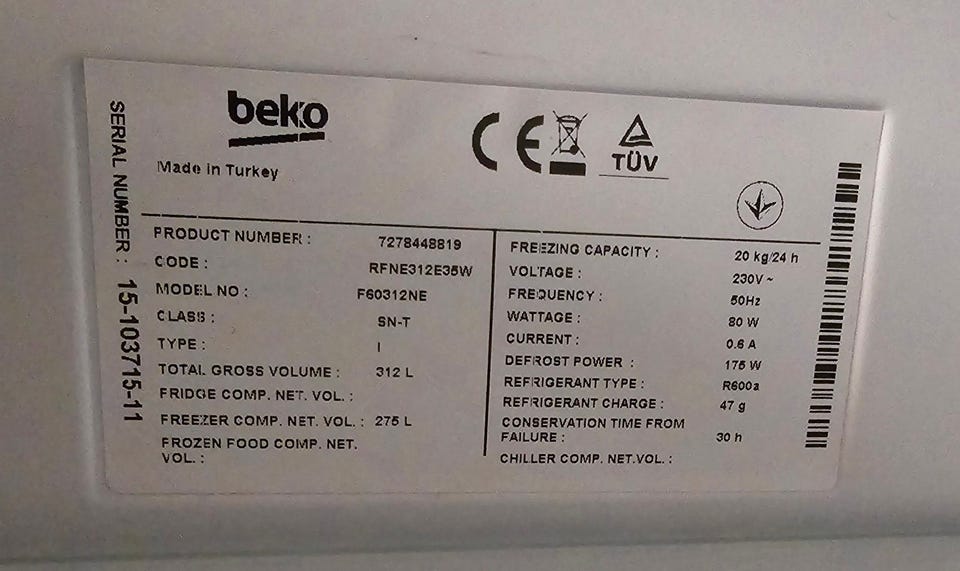 beko
Made in Turkey
CE
TÜV
SERIAL NUMBER : 15-103715-11
PRODUCT NUMBER : 7278448819
CODE : RFNE312E35W
MODEL NO : F60312NE
CLASS : SN-T
TYPE : I
TOTAL GROSS VOLUME : 312 L
FRIDGE COMP. NET. VOL. :
FREEZER COMP. NET. VOL. : 275 L
FROZEN FOOD COMP. NET.
VOL. :
FREEZING CAPACITY : 20 kg/24 h
VOLTAGE : 230V ~
FREQUENCY : 50Hz
WATTAGE : 80 W
CURRENT : 0.6 A
DEFROST POWER : 175 W
REFRIGERANT TYPE : R600a
REFRIGERANT CHARGE : 47 g
CONSERVATION TIME FROM
FAILURE : 30 h
CHILLER COMP. NET.VOL. :